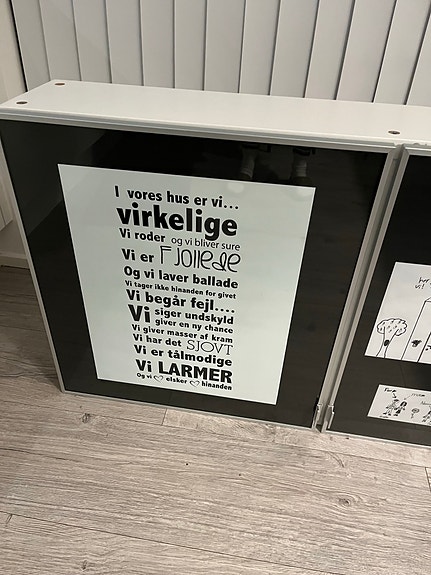 I vores hus er vi...
virkelige
Vi roder og vi bliver sure
Vi er Fjollede
Og vi laver ballade
Vi tager ikke hinanden for givet
Vi begår fejl....
Vi siger undskyld
giver en ny chance
Vi giver masser af kram
Vi har det SJOVT
Vi er tålmodige
Vi LARMER
Og vi elsker hinanden